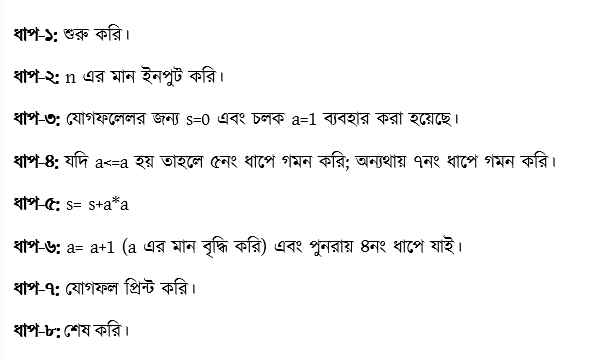 ধাপ-১: শুরু করি।
ধাপ-২: n এর মান ইনপুট করি।
ধাপ-৩: যোগফলেলর জন্য s=0 এবং চলক a=1 ব্যবহার করা হয়েছে।
ধাপ-৪: যদি a<=a হয় তাহলে ৫নং ধাপে গমন করি; অন্যথায় ৭নং ধাপে গমন করি।
ধাপ-৫: s= s+a*a
ধাপ-৬: a= a+1 (a এর মান বৃদ্ধি করি) এবং পুনরায় ৪নং ধাপে যাই।
ধাপ-৭: যোগফল প্রিন্ট করি।
ধাপ-৮: শেষ করি।